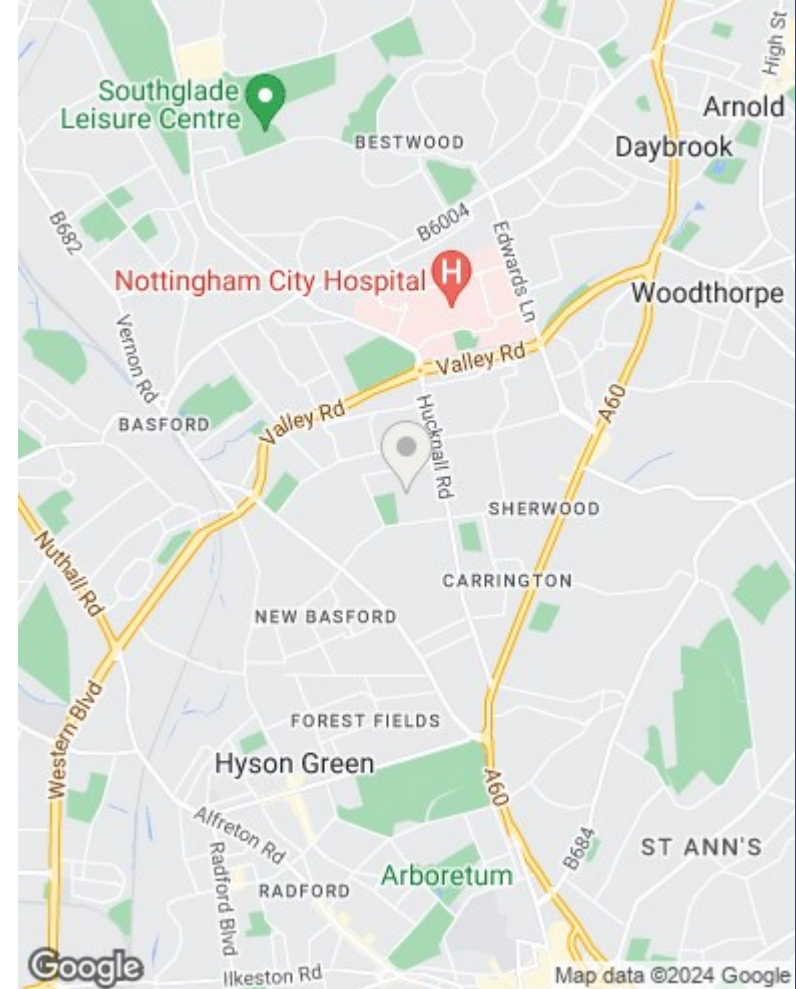 High St
Southglade
Leisure Centre
Arnold
Daybrook
BESTWOOD
B682
B6004
Edwards Ln
Nottingham City Hospital
H
Woodthorpe
Vernon Rd
Valley Rd
A60
Valley Rd
Hucknall Rd
BASFORD
SHERWOOD
Nuthall Rd
CARRINGTON
NEW BASFORD
Western Blvd
FOREST FIELDS
Hyson Green
A60
Alfreton Rd
B684
ST ANN'S
Radford Blvd
Arboretum
RADFORD
Google
Ilkeston Rd
Map data ©2024 Google